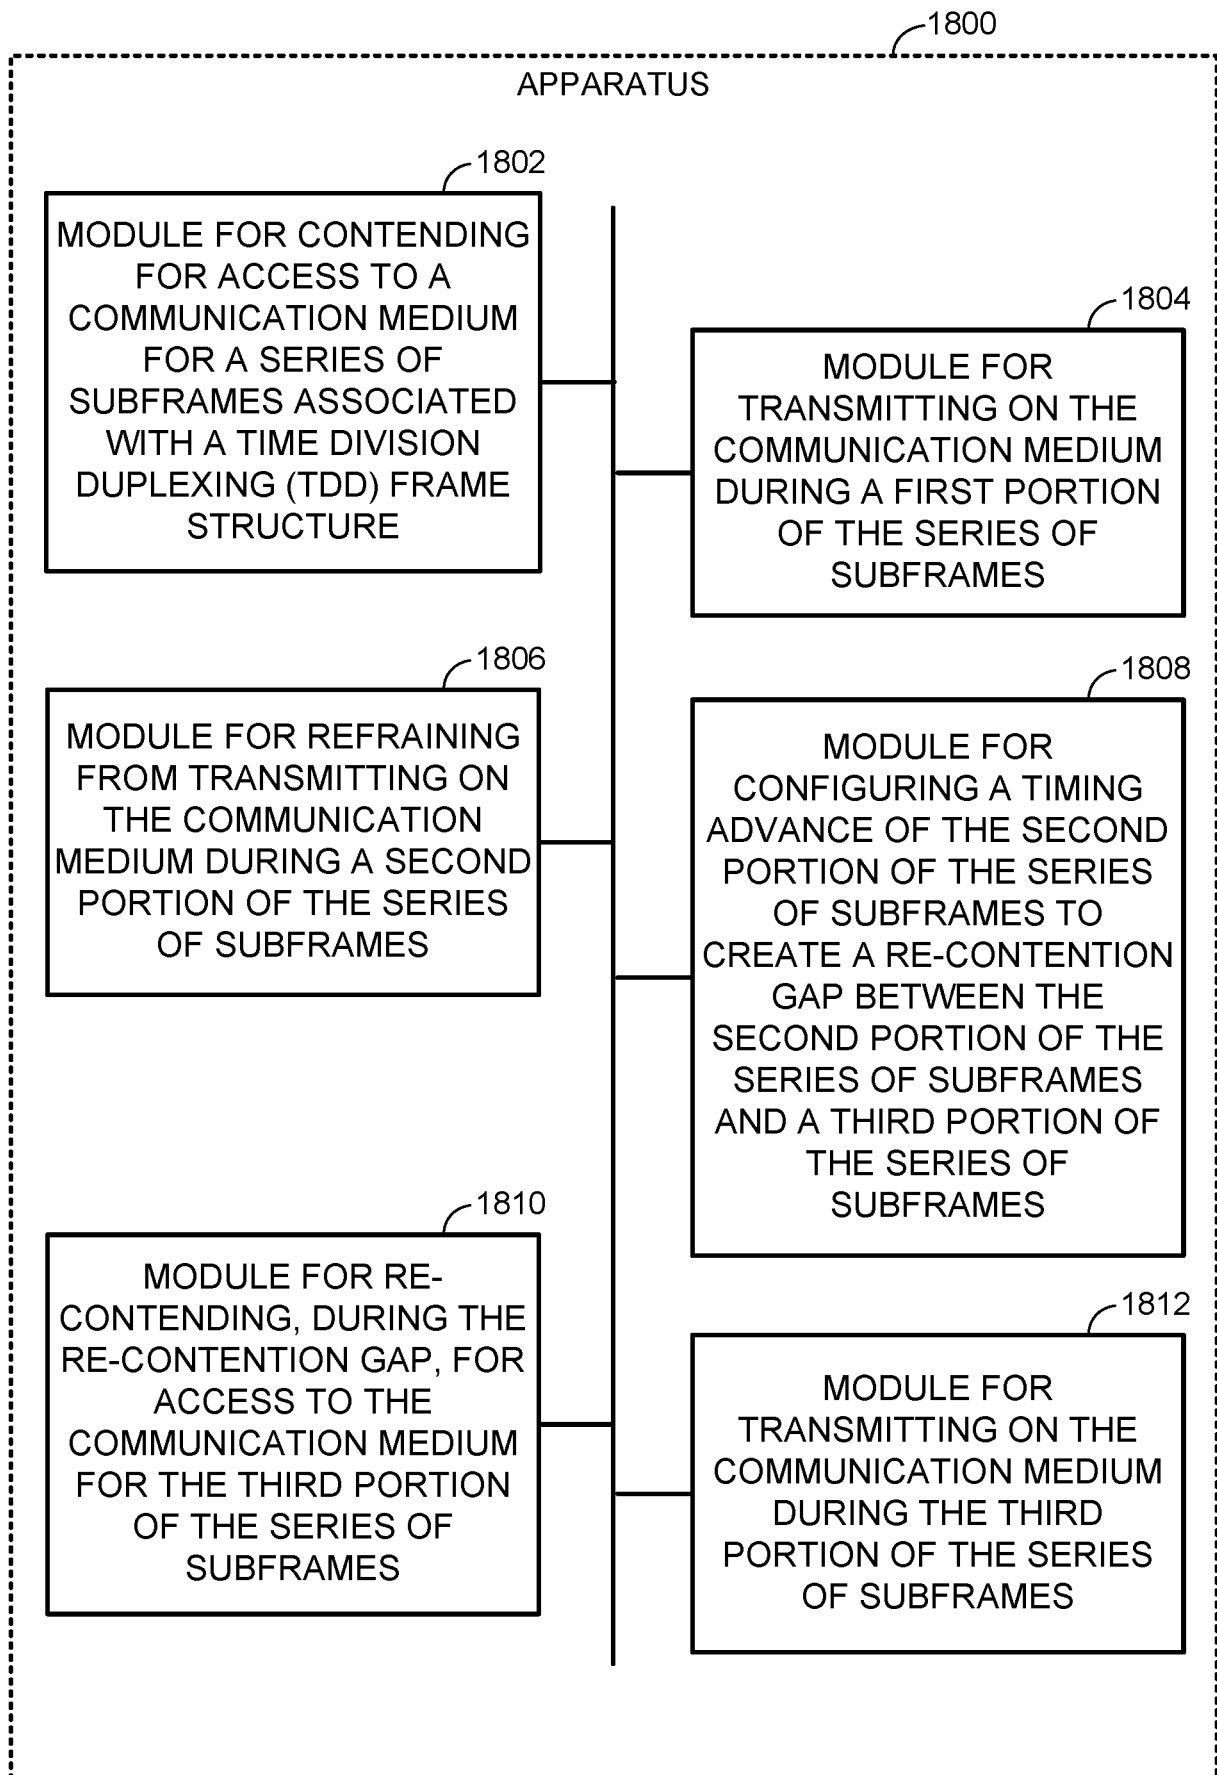 1800
APPARATUS
1802
MODULE FOR CONTENDING
FOR ACCESS TO A
COMMUNICATION MEDIUM
FOR A SERIES OF
SUBFRAMES ASSOCIATED
WITH A TIME DIVISION
DUPLEXING (TDD) FRAME
STRUCTURE
1804
MODULE FOR
TRANSMITTING ON THE
COMMUNICATION MEDIUM
DURING A FIRST PORTION
OF THE SERIES OF
SUBFRAMES
1806
MODULE FOR REFRAINING
FROM TRANSMITTING ON
THE COMMUNICATION
MEDIUM DURING A SECOND
PORTION OF THE SERIES
OF SUBFRAMES
1808
MODULE FOR
CONFIGURING A TIMING
ADVANCE OF THE SECOND
PORTION OF THE SERIES
OF SUBFRAMES TO
CREATE A RE-CONTENTION
GAP BETWEEN THE
SECOND PORTION OF THE
SERIES OF SUBFRAMES
AND A THIRD PORTION OF
THE SERIES OF
SUBFRAMES
1810
MODULE FOR RE-
CONTENDING, DURING THE
RE-CONTENTION GAP, FOR
ACCESS TO THE
COMMUNICATION MEDIUM
FOR THE THIRD PORTION
OF THE SERIES OF
SUBFRAMES
1812
MODULE FOR
TRANSMITTING ON THE
COMMUNICATION MEDIUM
DURING THE THIRD
PORTION OF THE SERIES
OF SUBFRAMES